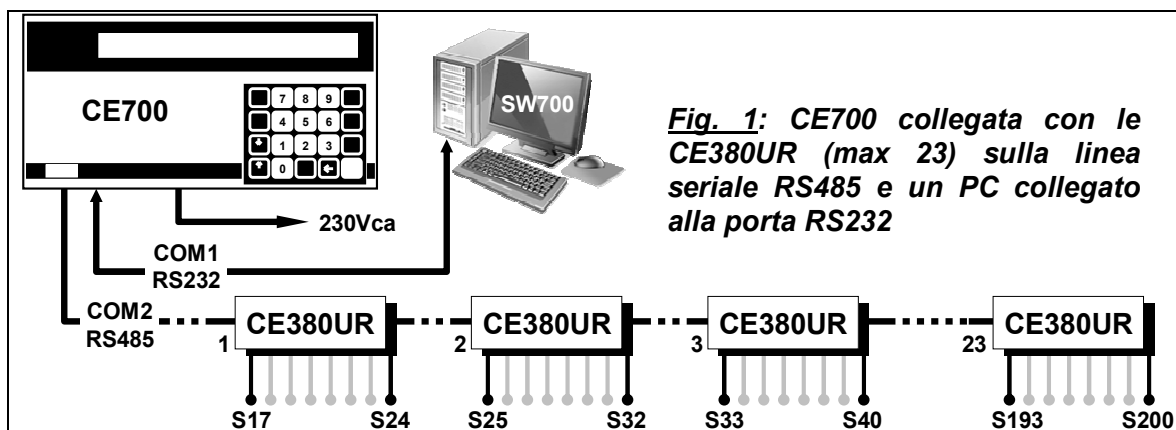 CE700
7 8 9
4 5 6
1 2 3
0
SW700
Fig. 1: CE700 collegata con le
CE380UR (max 23) sulla linea
seriale RS485 e un PC collegato
alla porta RS232
230Vca
COM1
RS232
COM2
RS485
1 CE380UR
2 CE380UR
3 CE380UR
23 CE380UR
S17 S24 S25 S32 S33 S40 S193 S200